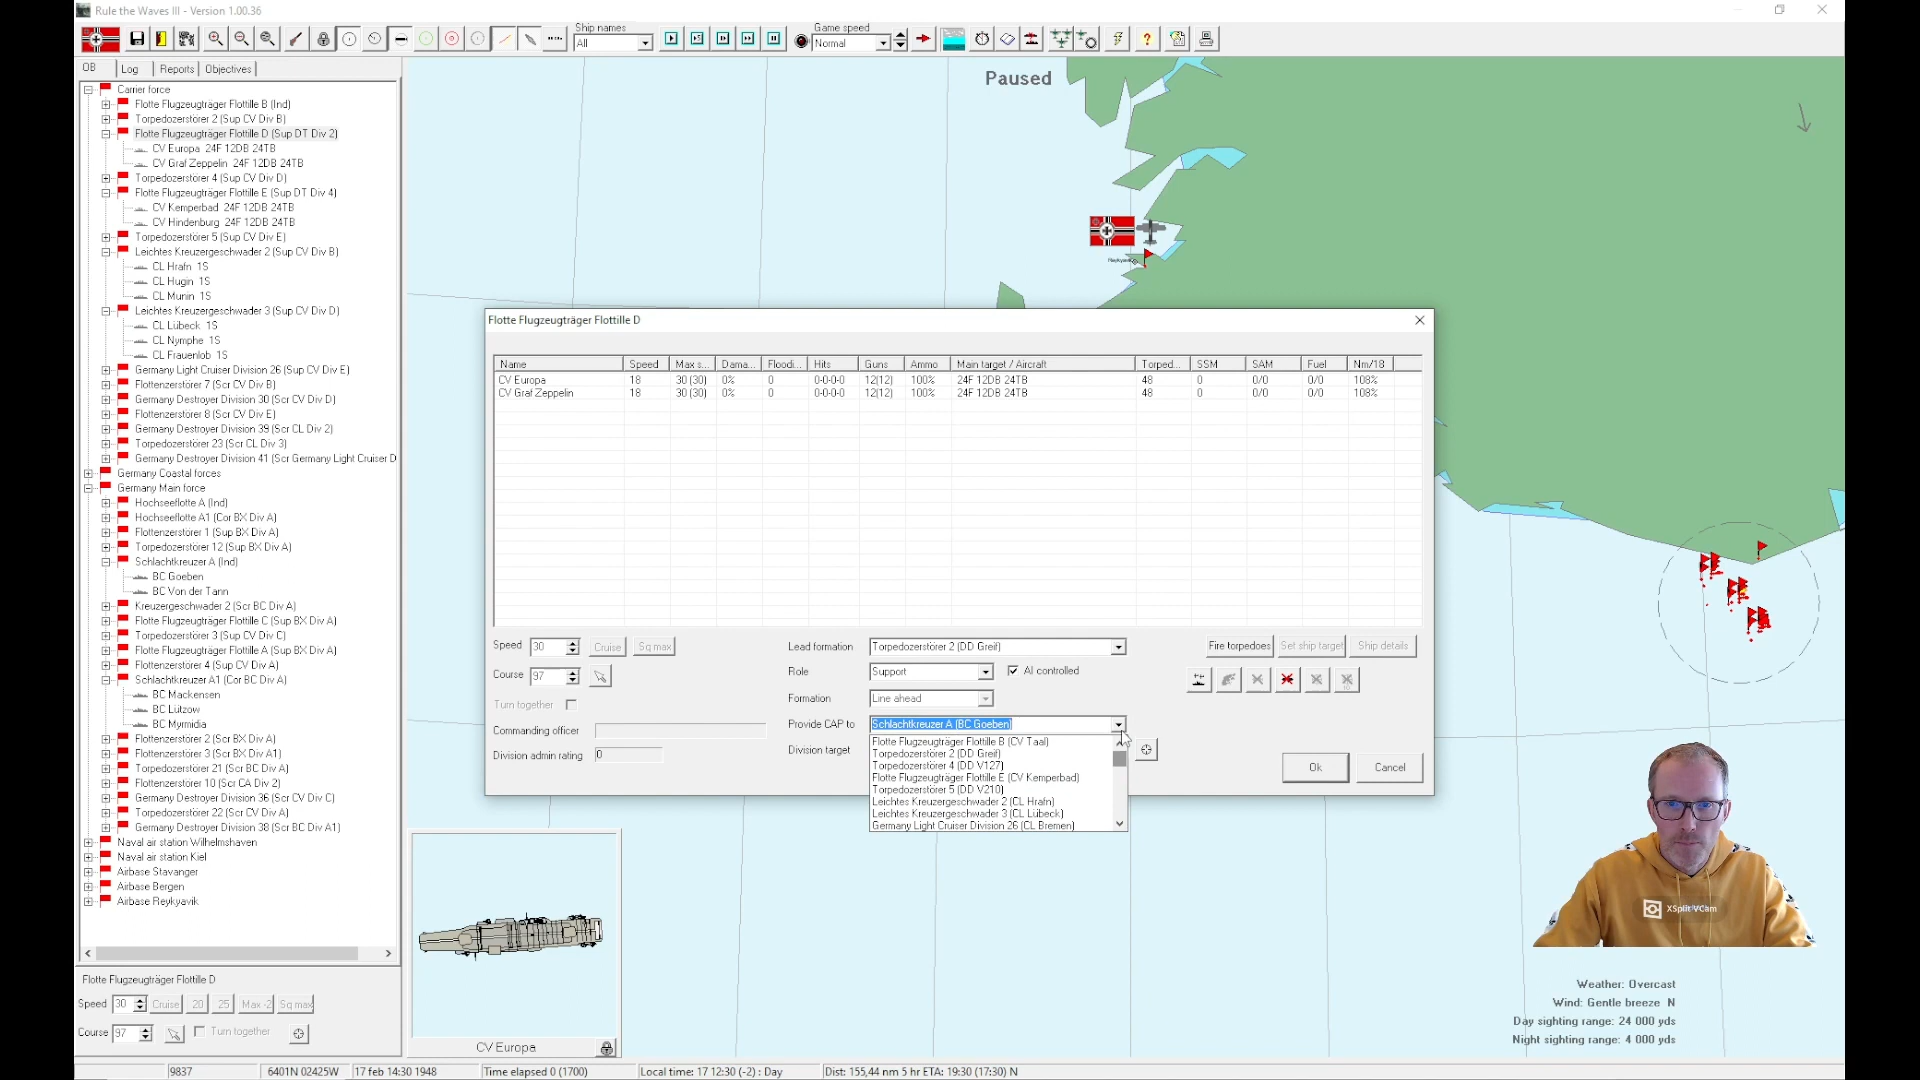 Rule the Waves III - Version 1.00.36
Ship names
All
Game speed
Normal
OB
Log
Reports
Objectives
Carrier force
Flotte Flugzeugträger Flottille B (Ind)
Torpedozerstörer 2 (Sup CV Div B)
Flotte Flugzeugträger Flottille D (Sup DT Div 2)
CV Europa 24F 12DB 24TB
CV Graf Zeppelin 24F 12DB 24TB
Torpedozerstörer 4 (Sup CV Div D)
Flotte Flugzeugträger Flottille E (Sup DT Div 4)
CV Kemperbad 24F 12DB 24TB
CV Hindenburg 24F 12DB 24TB
Torpedozerstörer 5 (Sup CV Div E)
Leichtes Kreuzergeschwader 2 (Sup CV Div B)
CL Hrafn 1S
CL Hugin 1S
CL Munin 1S
Leichtes Kreuzergeschwader 3 (Sup CV Div D)
CL Lübeck 1S
CL Nymphe 1S
CL Frauenlob 1S
Germany Light Cruiser Division 26 (Sup CV Div E)
Flottenzerstörer 7 (Scr CV Div B)
Germany Destroyer Division 30 (Scr CV Div D)
Flottenzerstörer 8 (Scr CV Div E)
Germany Destroyer Division 39 (Scr CL Div 2)
Torpedozerstörer 23 (Scr CL Div 3)
Germany Destroyer Division 41 (Scr Germany Light Cruiser D
Germany Coastal forces
Germany Main force
Hochseeflotte A (Ind)
Hochseeflotte A1 (Cor BX Div A)
Flottenzerstörer 1 (Sup BX Div A)
Torpedozerstörer 12 (Sup BX Div A)
Schlachtkreuzer A (Ind)
BC Goeben
BC Von der Tann
Kreuzergeschwader 2 (Scr BC Div A)
Flotte Flugzeugträger Flottille C (Sup BX Div A)
Torpedozerstörer 3 (Sup CV Div C)
Flotte Flugzeugträger Flottille A (Sup BX Div A)
Flottenzerstörer 4 (Sup CV Div A)
Schlachtkreuzer A1 (Cor BC Div A)
BC Mackensen
BC Lützow
BC Myrmidia
Flottenzerstörer 2 (Scr BX Div A)
Flottenzerstörer 3 (Scr BX Div A1)
Torpedozerstörer 21 (Scr BC Div A)
Flottenzerstörer 10 (Scr CA Div 2)
Germany Destroyer Division 36 (Scr CV Div C)
Torpedozerstörer 22 (Scr CV Div A)
Germany Destroyer Division 38 (Scr BC Div A1)
Naval air station Wilhelmshaven
Naval air station Kiel
Airbase Stavanger
Airbase Bergen
Airbase Reykyavik
Flotte Flugzeugträger Flottille D
Speed 30 Cruise 20 25 Max -2 Sq max
Course 97 Turn together
Paused
Flotte Flugzeugträger Flottille D
Name Speed Max s... Dama... Floodi... Hits Guns Ammo Main target / Aircraft Torped... SSM SAM Fuel Nm/18
CV Europa 18 30 (30) 0% 0 0-0-0-0 12(12) 100% 24F 12DB 24TB 48 0 0/0 0/0 108%
CV Graf Zeppelin 18 30 (30) 0% 0 0-0-0-0 12(12) 100% 24F 12DB 24TB 48 0 0/0 0/0 108%
Speed 30 Cruise Sq max
Course 97
Turn together
Commanding officer
Division admin rating 0
Lead formation Torpedozerstörer 2 (DD Greif)
Role Support AI controlled
Formation Line ahead
Provide CAP to Schlachtkreuzer A (BC Goeben)
Division target
Flotte Flugzeugträger Flottille B (CV Taal)
Torpedozerstörer 2 (DD Greif)
Torpedozerstörer 4 (DD V127)
Flotte Flugzeugträger Flottille E (CV Kemperbad)
Torpedozerstörer 5 (DD V210)
Leichtes Kreuzergeschwader 2 (CL Hrafn)
Leichtes Kreuzergeschwader 3 (CL Lübeck)
Germany Light Cruiser Division 26 (CL Bremen)
Fire torpedoes Set ship target Ship details
Ok Cancel
CV Europa
XSplit VCam
Weather: Overcast
Wind: Gentle breeze N
Day sighting range: 24 000 yds
Night sighting range: 4 000 yds
9837 6401N 02425W 17 feb 14:30 1948 Time elapsed 0 (1700) Local time: 17 12:30 (-2) : Day Dist: 155,44 nm 5 hr ETA: 19:30 (17:30) N